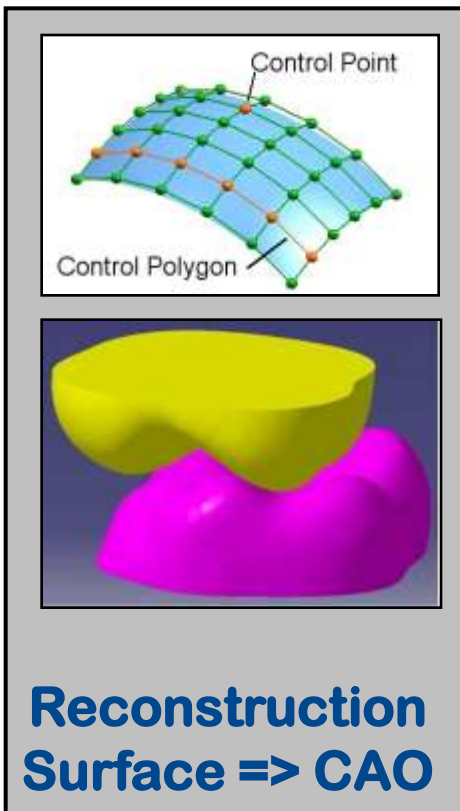 Control Point
Control Polygon
Reconstruction
Surface => CAO